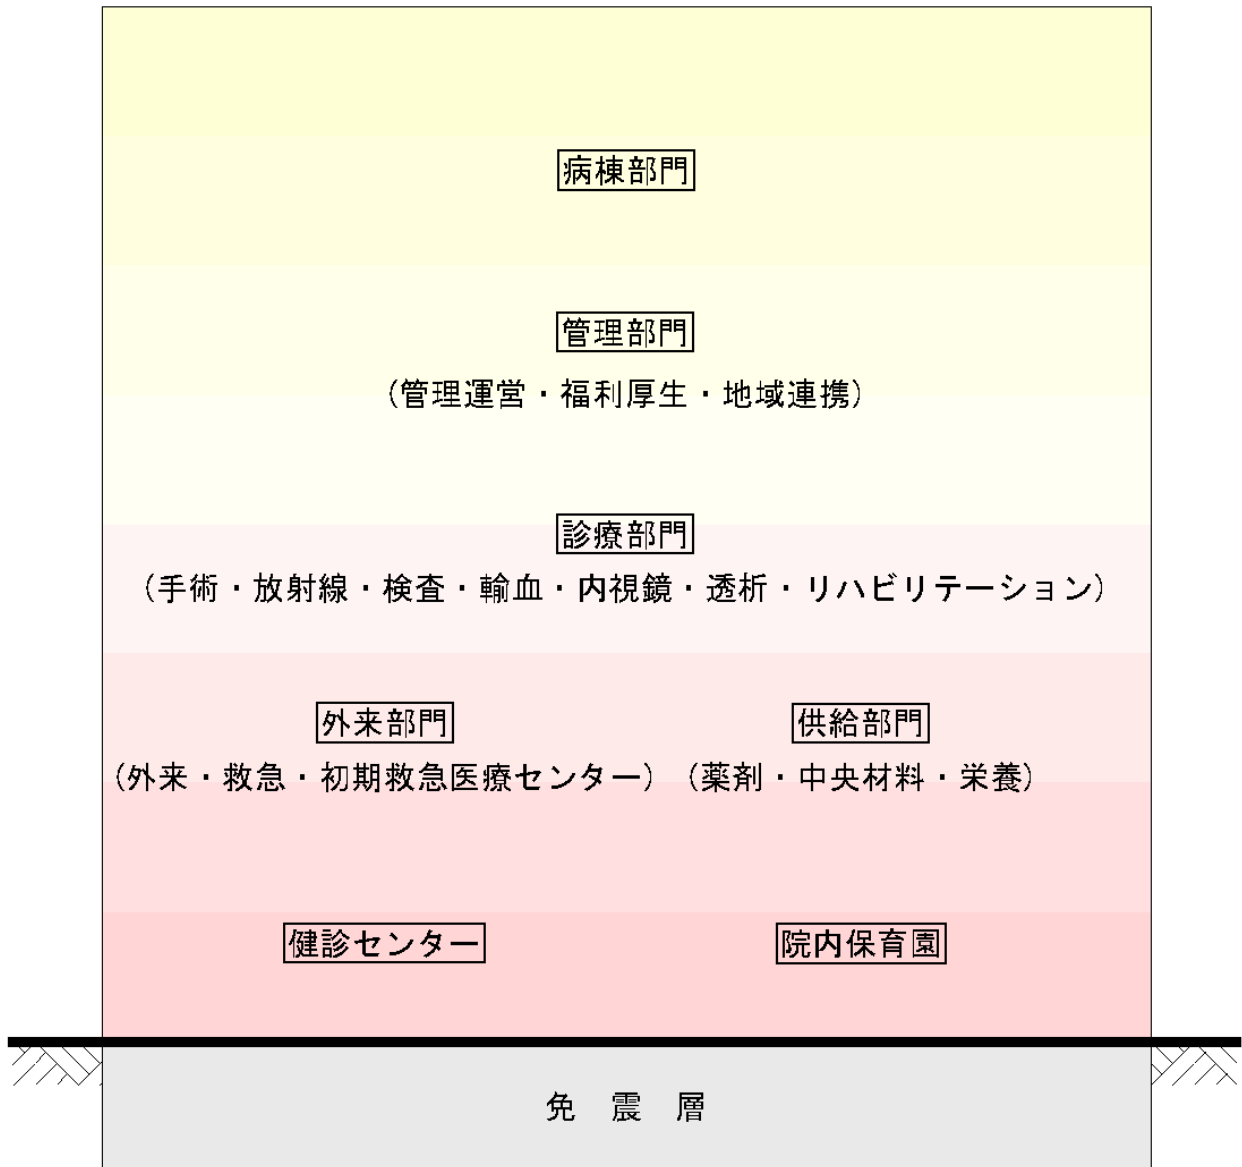 病棟部門
管理部門
(管理運営・福利厚生・地域連携)
診療部門
(手術・放射線・検査・輸血・内視鏡・透析・リハビリテーション)
外来部門 供給部門
(外来・救急・初期救急医療センター) (薬剤・中央材料・栄養)
健診センター 院内保育園
免 震 層